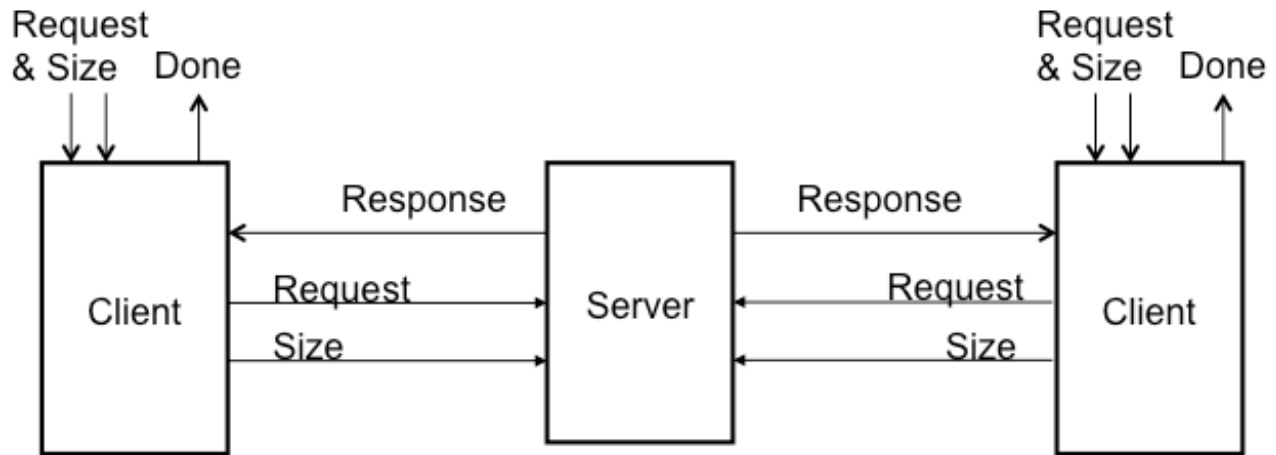 Request
& Size
Done
Request
& Size
Done
Response
Response
Client
Request
Size
Server
Request
Size
Client